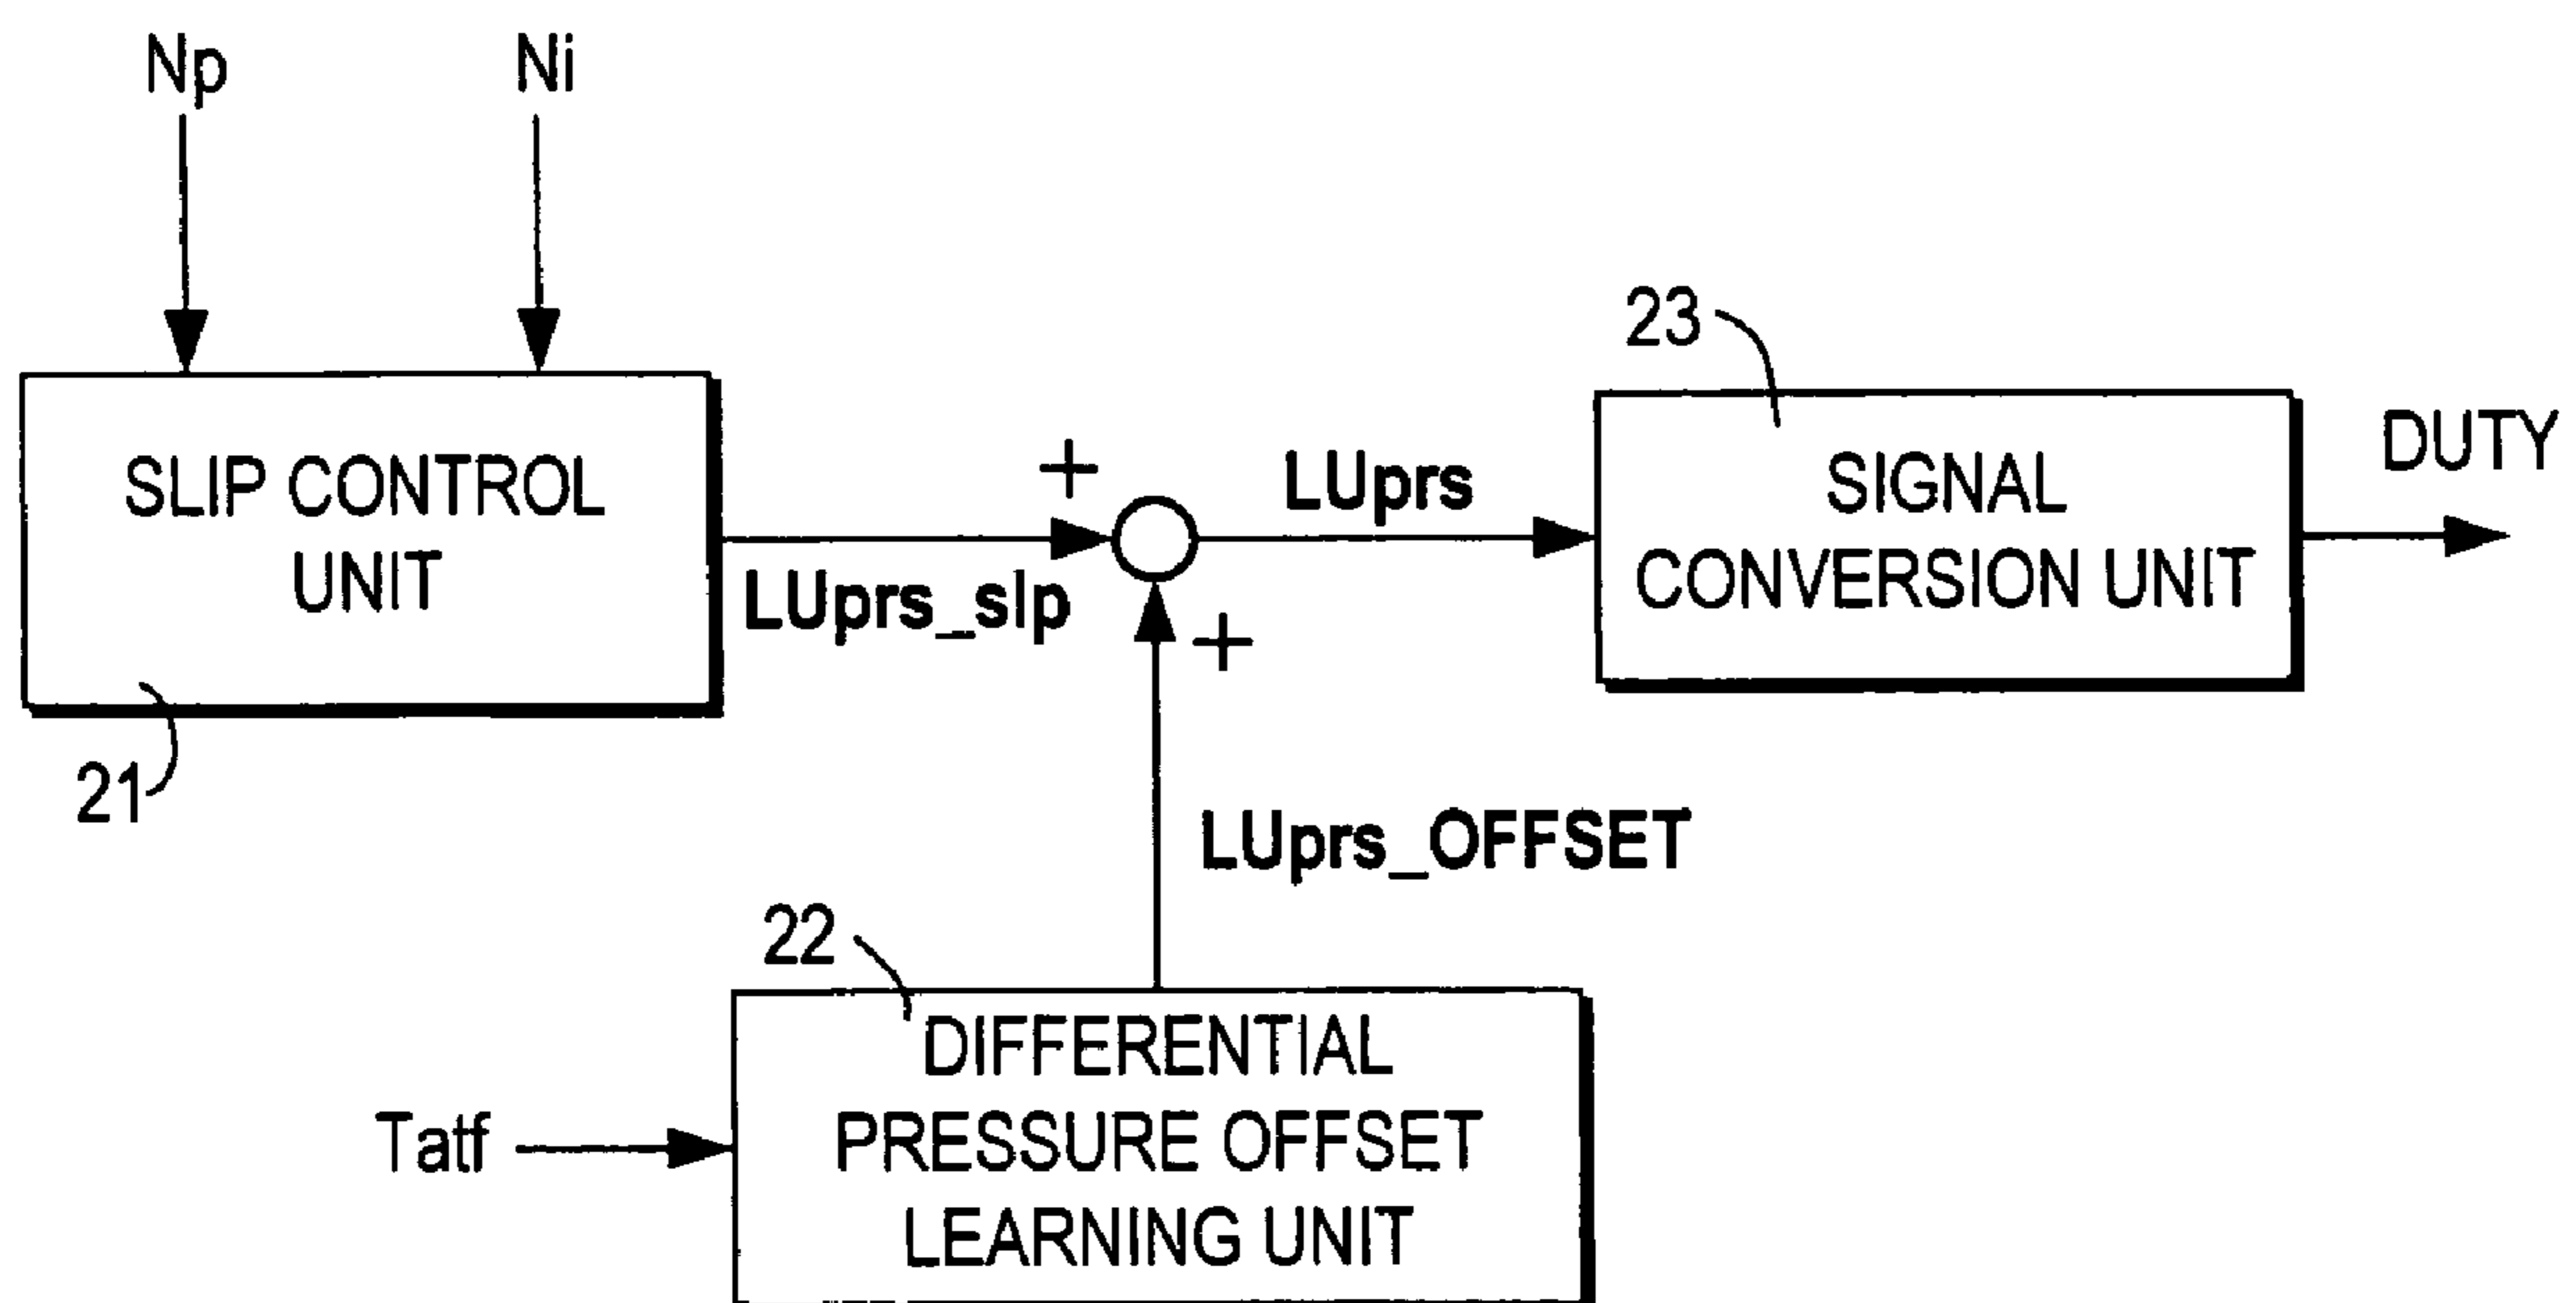 Np
Ni
SLIP CONTROL
UNIT
21
+
LUprs_slp
+
LUprs
23
SIGNAL
CONVERSION UNIT
DUTY
LUprs_OFFSET
22
Tatf
DIFFERENTIAL
PRESSURE OFFSET
LEARNING UNIT